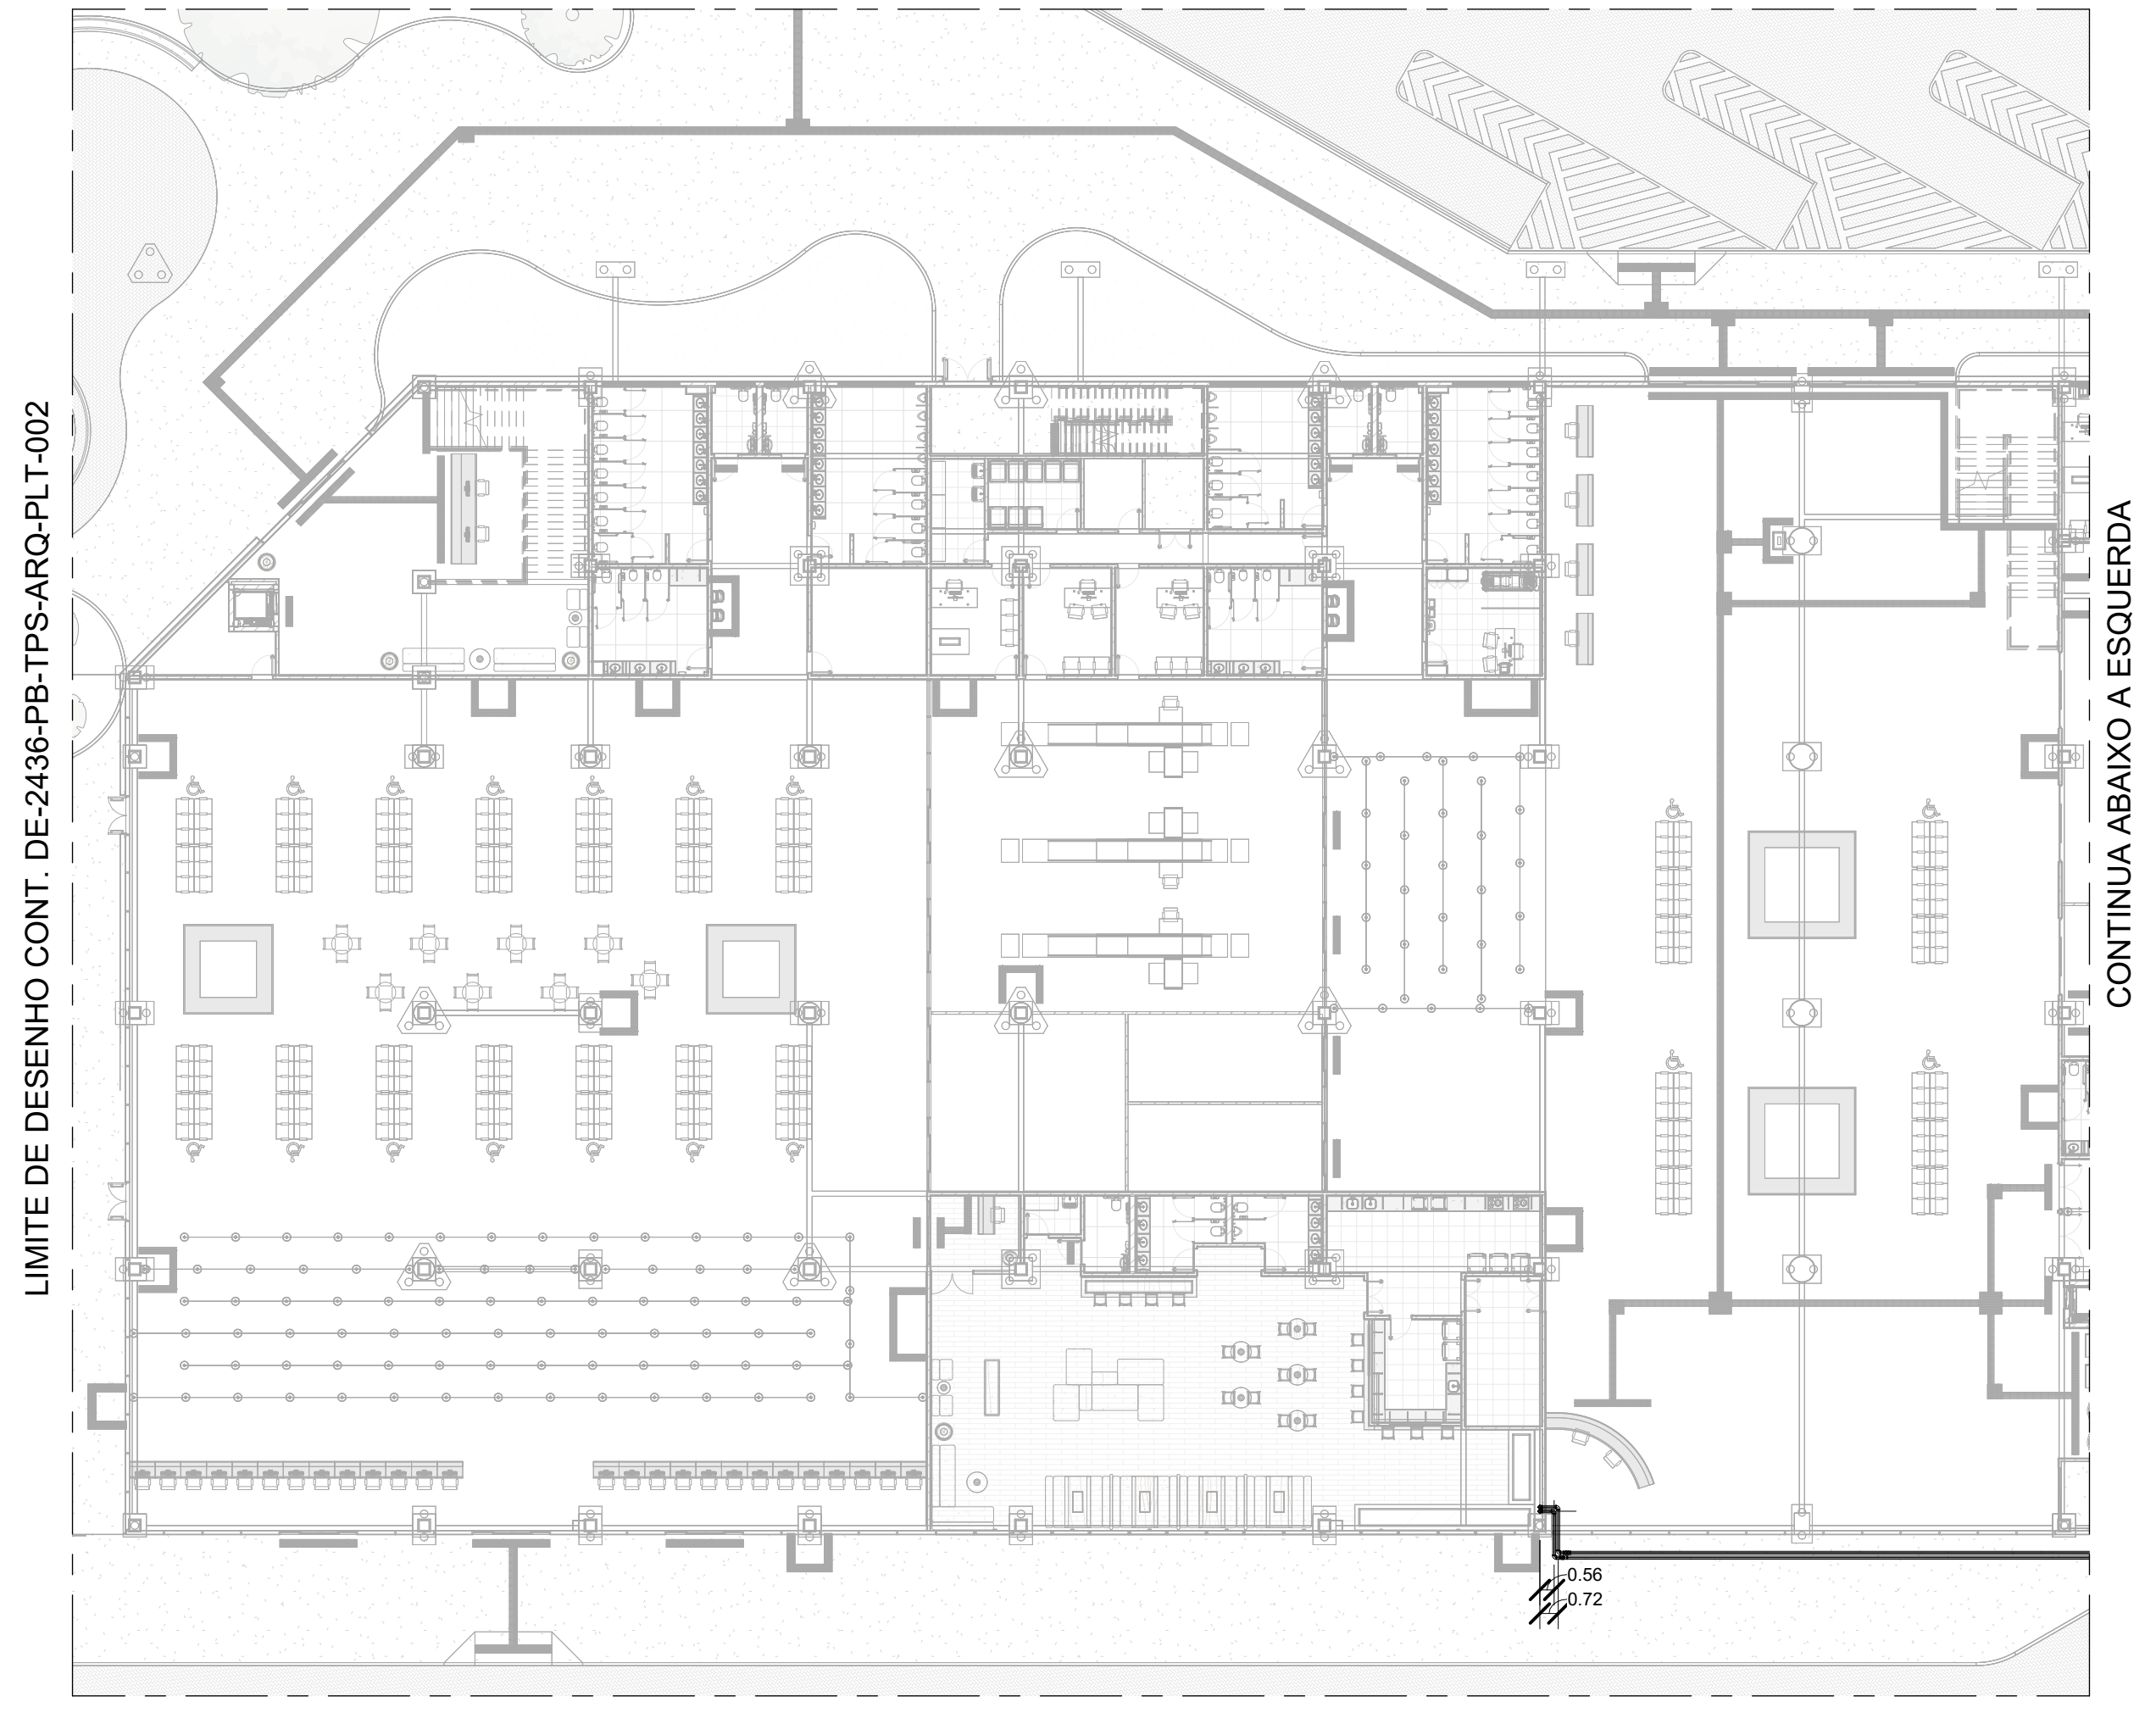 LIMITE DE DESENHO CONT. DE-2436-PB-TPS-ARQ-PLT-002
CONTINUA ABAIXO A ESQUERDA
0.56
0.72